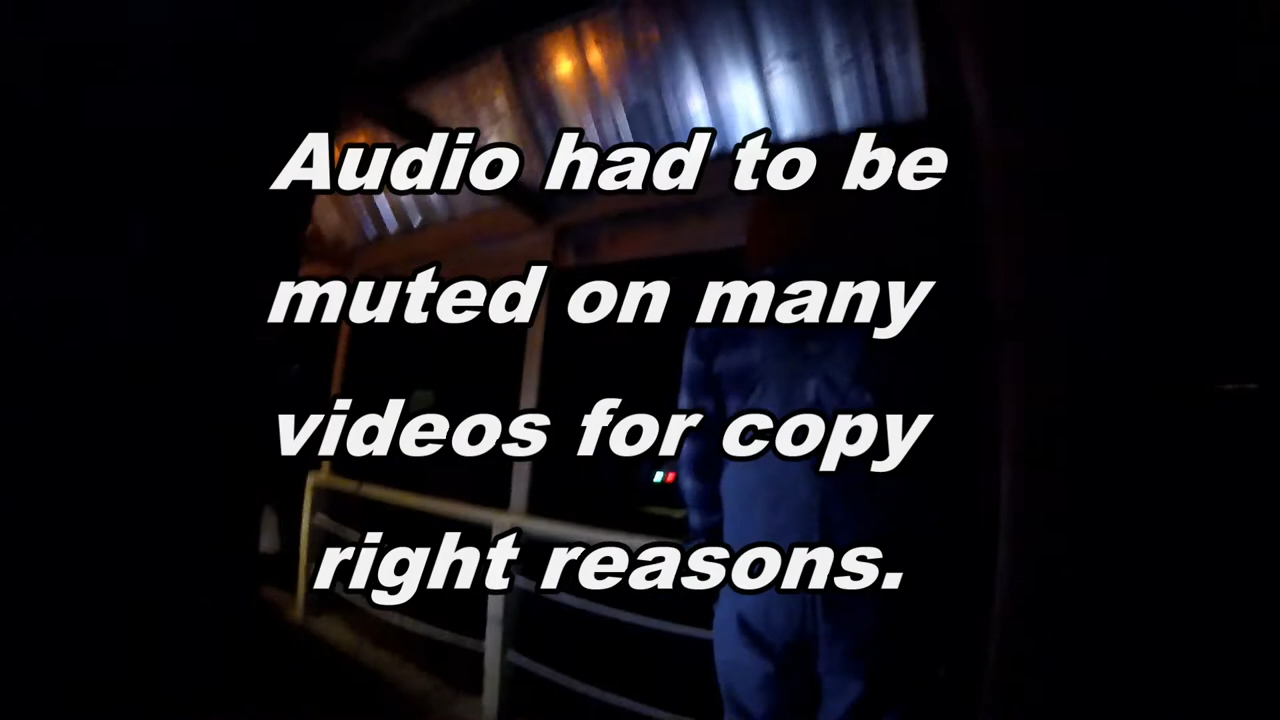 Audio had to be
muted on many
videos for copy
right reasons.